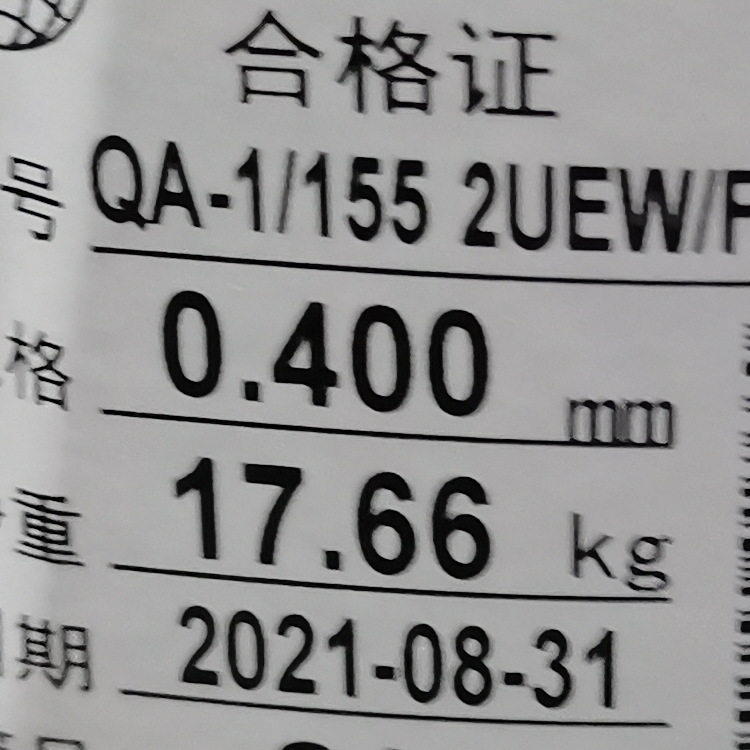 合格证
号 QA-1/155 2UEW/F
格 0.400 mm
重 17.66 kg
期 2021-08-31